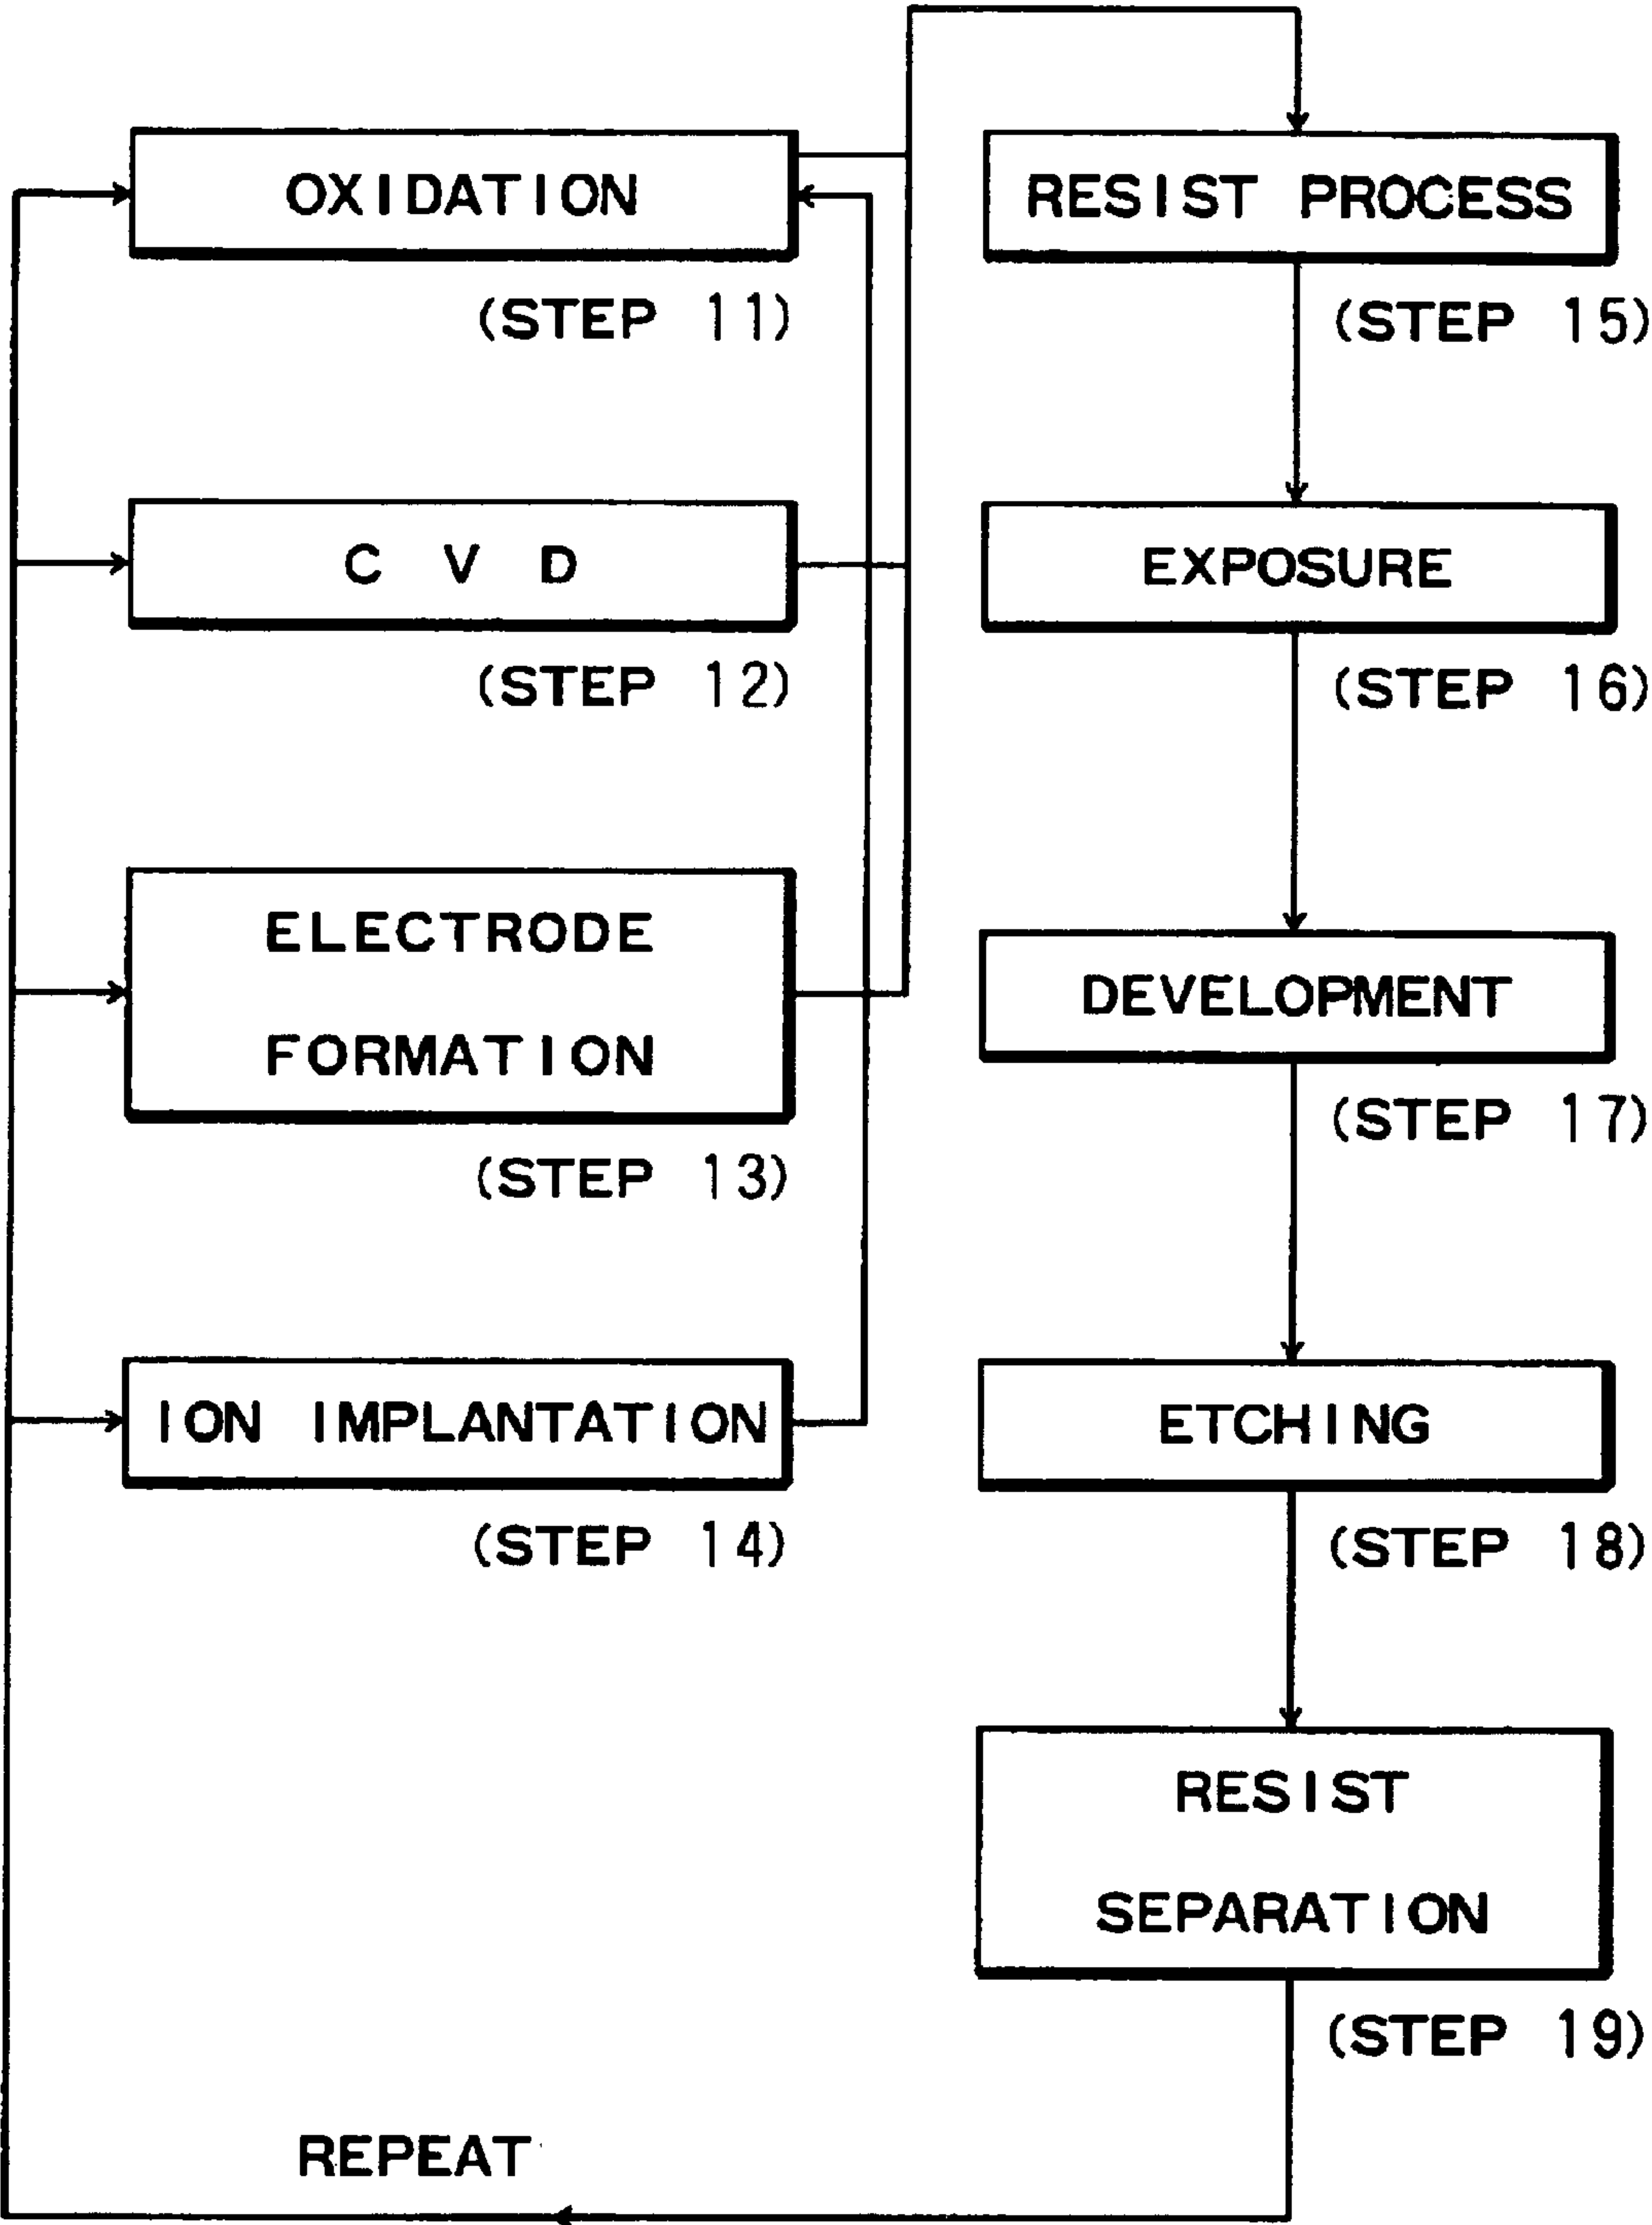 OXIDATION
(STEP 11)
C V D
(STEP 12)
ELECTRODE
FORMATION
(STEP 13)
ION IMPLANTATION
(STEP 14)
RESIST PROCESS
(STEP 15)
EXPOSURE
(STEP 16)
DEVELOPMENT
(STEP 17)
ETCHING
(STEP 18)
RESIST
SEPARATION
(STEP 19)
REPEAT